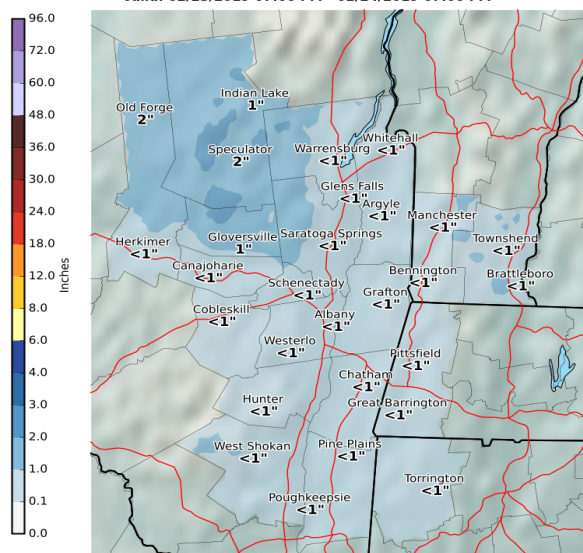 96.0
72.0
60.0
48.0
36.0
30.0
24.0
18.0
12.0
8.0
6.0
4.0
3.0
2.0
1.0
0.1
0.0
Inches
Indian Lake
1"
Old Forge
2"
Speculator
2"
Whitehall
<1"
Warrensburg
<1"
Glens Falls
<1"
Argyle
<1"
Manchester
<1"
Townshend
<1"
Herkimer
<1"
Gloversville
1"
Saratoga Springs
<1"
Canajoharie
<1"
Bennington
<1"
Brattleboro
<1"
Schenectady
<1"
Grafton
<1"
Cobleskill
<1"
Albany
<1"
Westerlo
<1"
Pittsfield
<1"
Chatham
<1"
Hunter
<1"
Great Barrington
<1"
West Shokan
<1"
Pine Plains
<1"
Torrington
<1"
Poughkeepsie
<1"